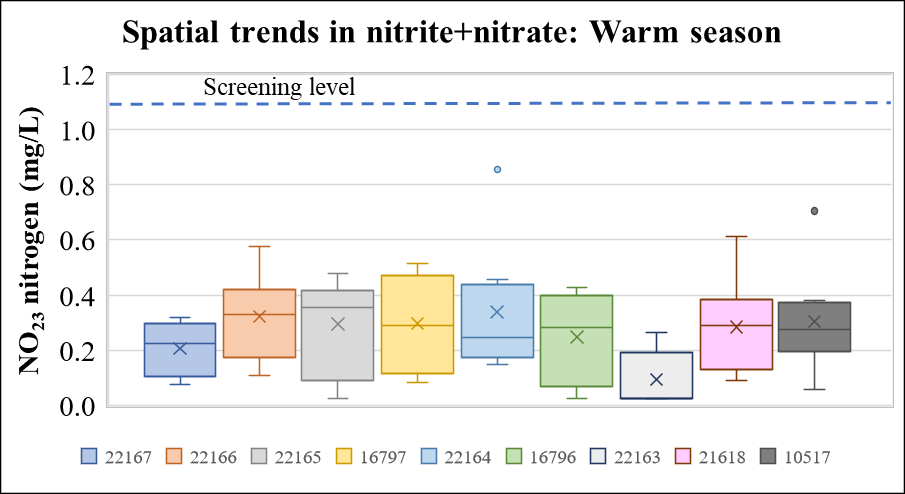 Spatial trends in nitrite+nitrate: Warm season
NO23 nitrogen (mg/L)
1.2
1.0
0.8
0.6
0.4
0.2
0.0
Screening level
22167 22166 22165 16797 22164 16796 22163 21618 10517